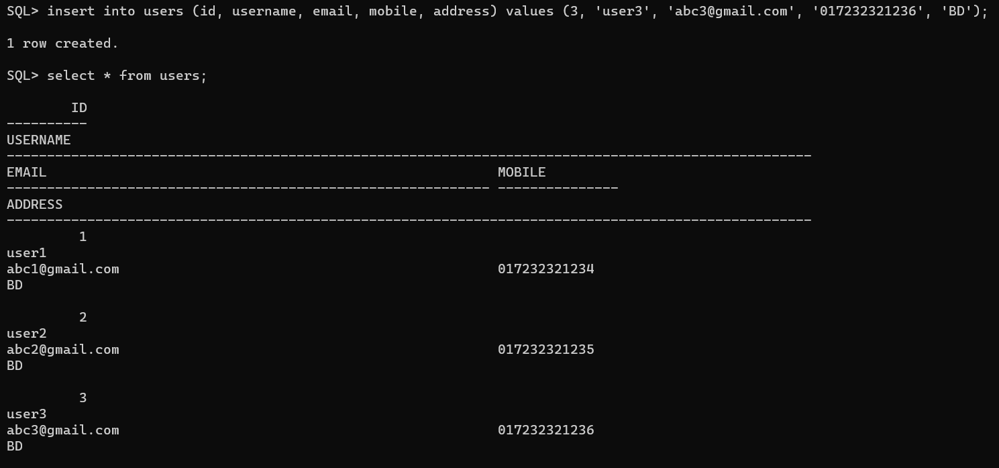 SQL> insert into users (id, username, email, mobile, address) values (3, 'user3', 'abc3@gmail.com', '017232321236', 'BD');
1 row created.
SQL> select * from users;
ID
----------
USERNAME
----------------------------------------------------------------------------------------------------
EMAIL MOBILE
------------------------------------------------------------ ---------------
ADDRESS
----------------------------------------------------------------------------------------------------
1
user1
abc1@gmail.com 017232321234
BD
2
user2
abc2@gmail.com 017232321235
BD
3
user3
abc3@gmail.com 017232321236
BD